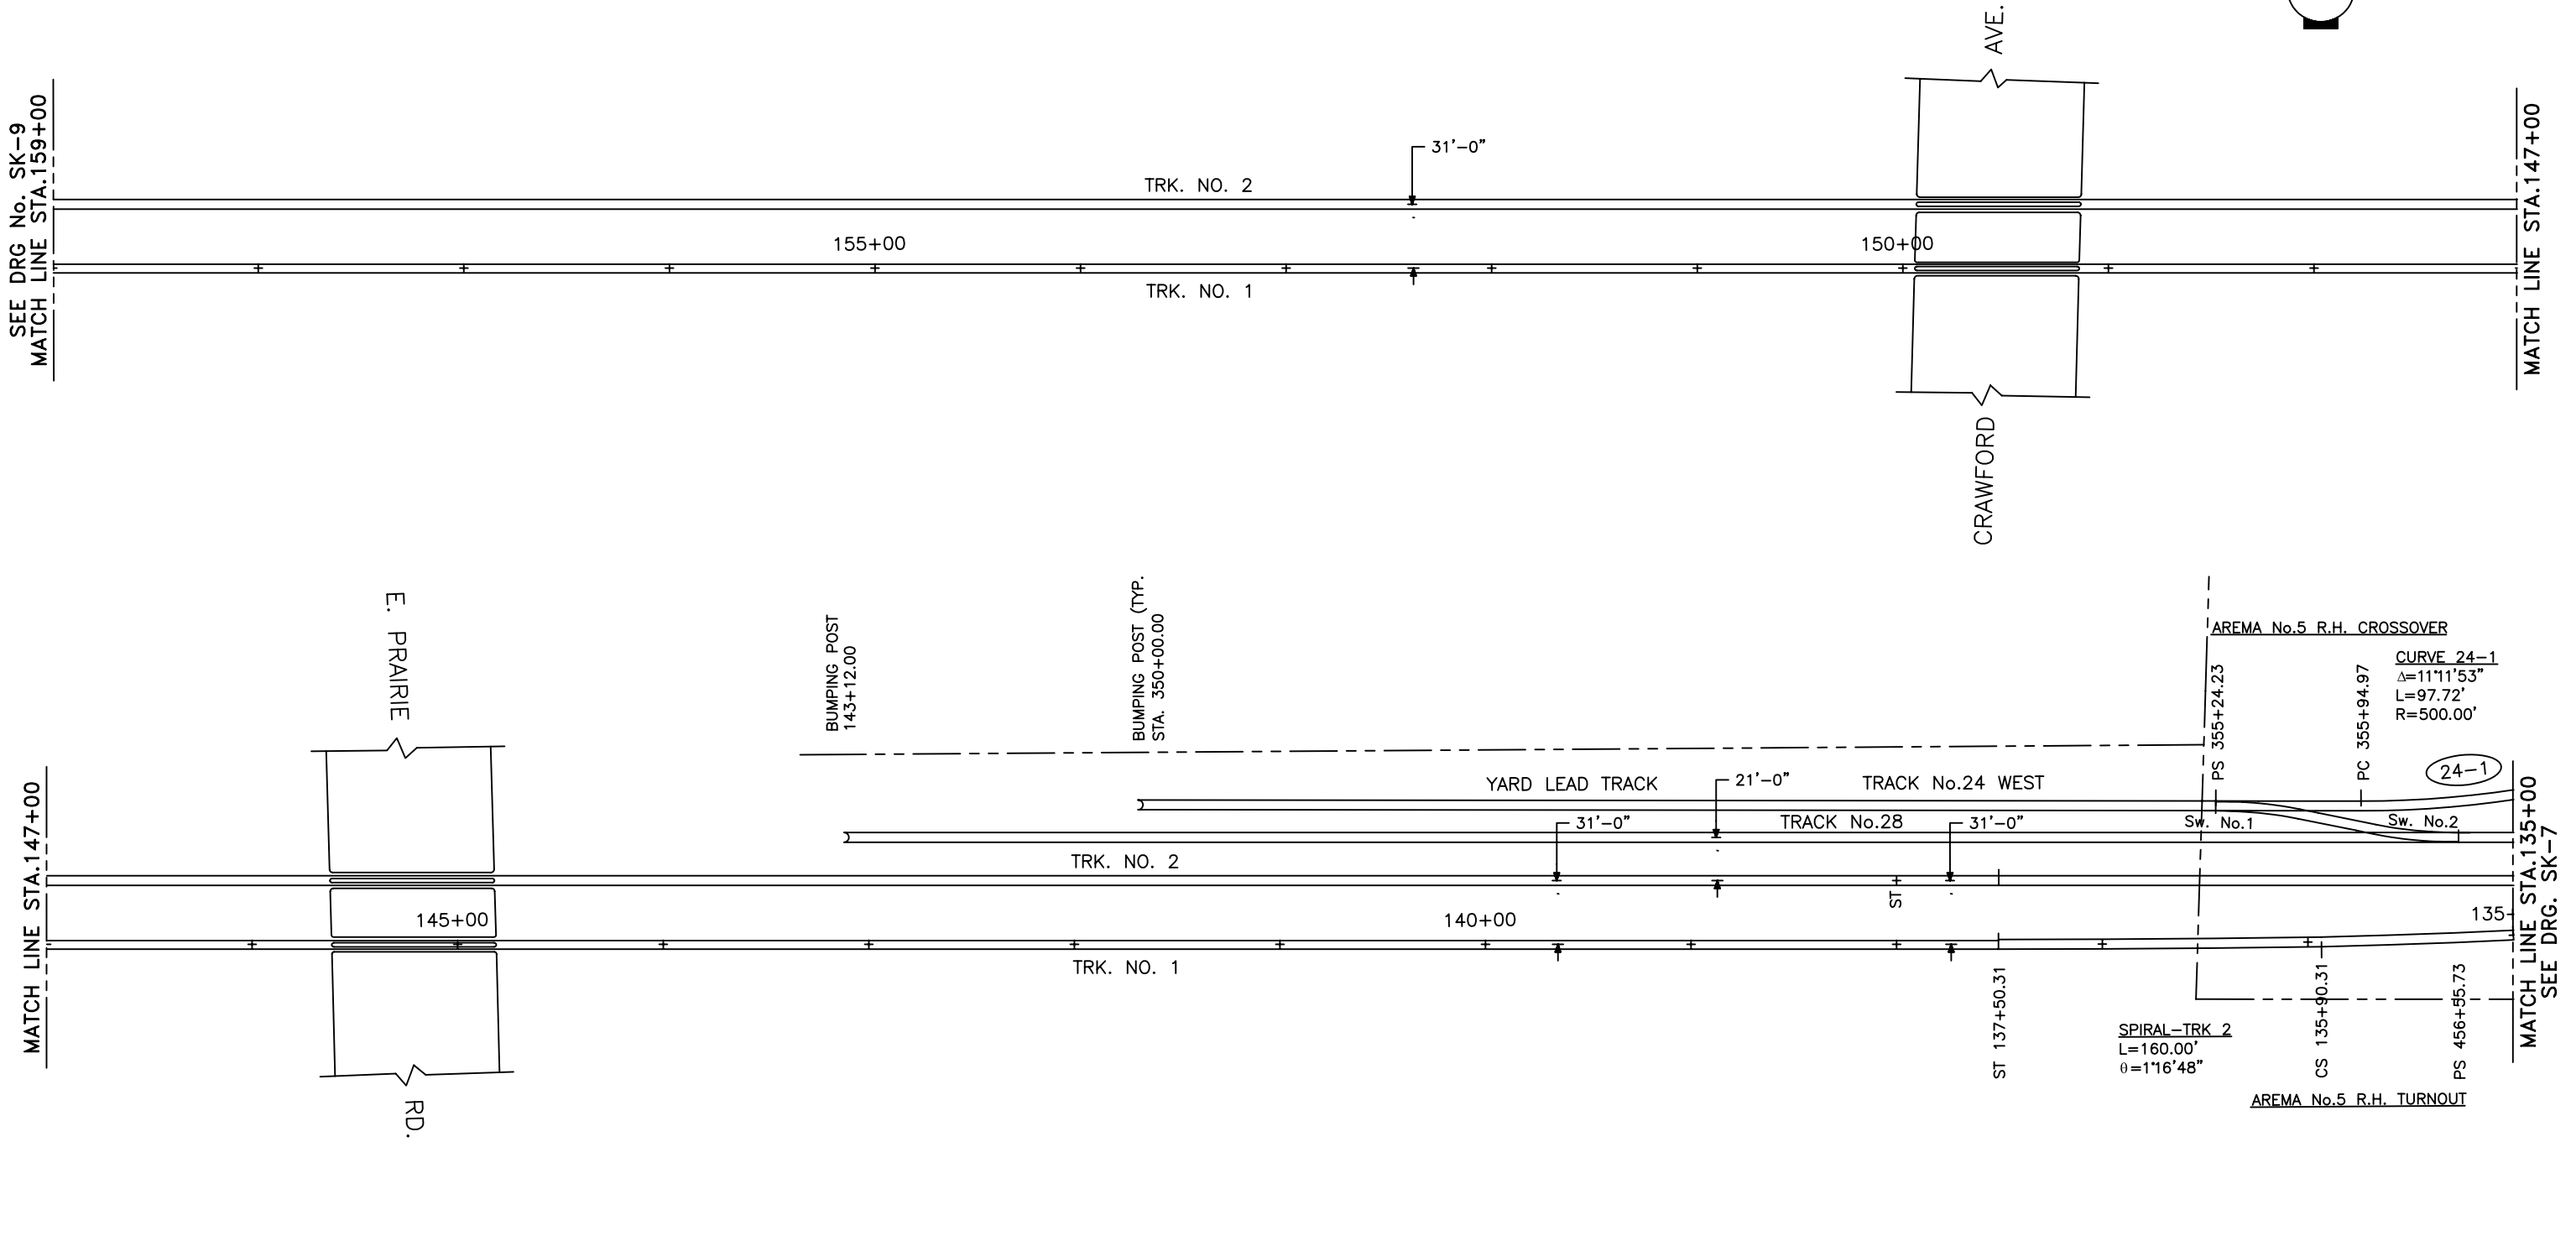 AVE.
SEE DRG No. SK-9
MATCH LINE STA.159+00
MATCH LINE STA.147+00
31'-0"
TRK. NO. 2
155+00
150+00
TRK. NO. 1
CRAWFORD
E. PRAIRIE
BUMPING POST
143+12.00
BUMPING POST (TYP.
STA. 350+00.00
AREMA No.5 R.H. CROSSOVER
CURVE 24-1
Δ=11°11'53"
L=97.72'
R=500.00'
PS 355+24.23
PC 355+94.97
24-1
MATCH LINE STA.147+00
YARD LEAD TRACK
21'-0"
TRACK No.24 WEST
31'-0"
TRACK No.28
31'-0"
Sw. No.1
Sw. No.2
TRK. NO. 2
ST
145+00
140+00
135-
TRK. NO. 1
MATCH LINE STA.135+00
SEE DRG. SK-7
ST 137+50.31
CS 135+90.31
PS 456+55.73
SPIRAL-TRK 2
L=160.00'
θ=1°16'48"
AREMA No.5 R.H. TURNOUT
RD.